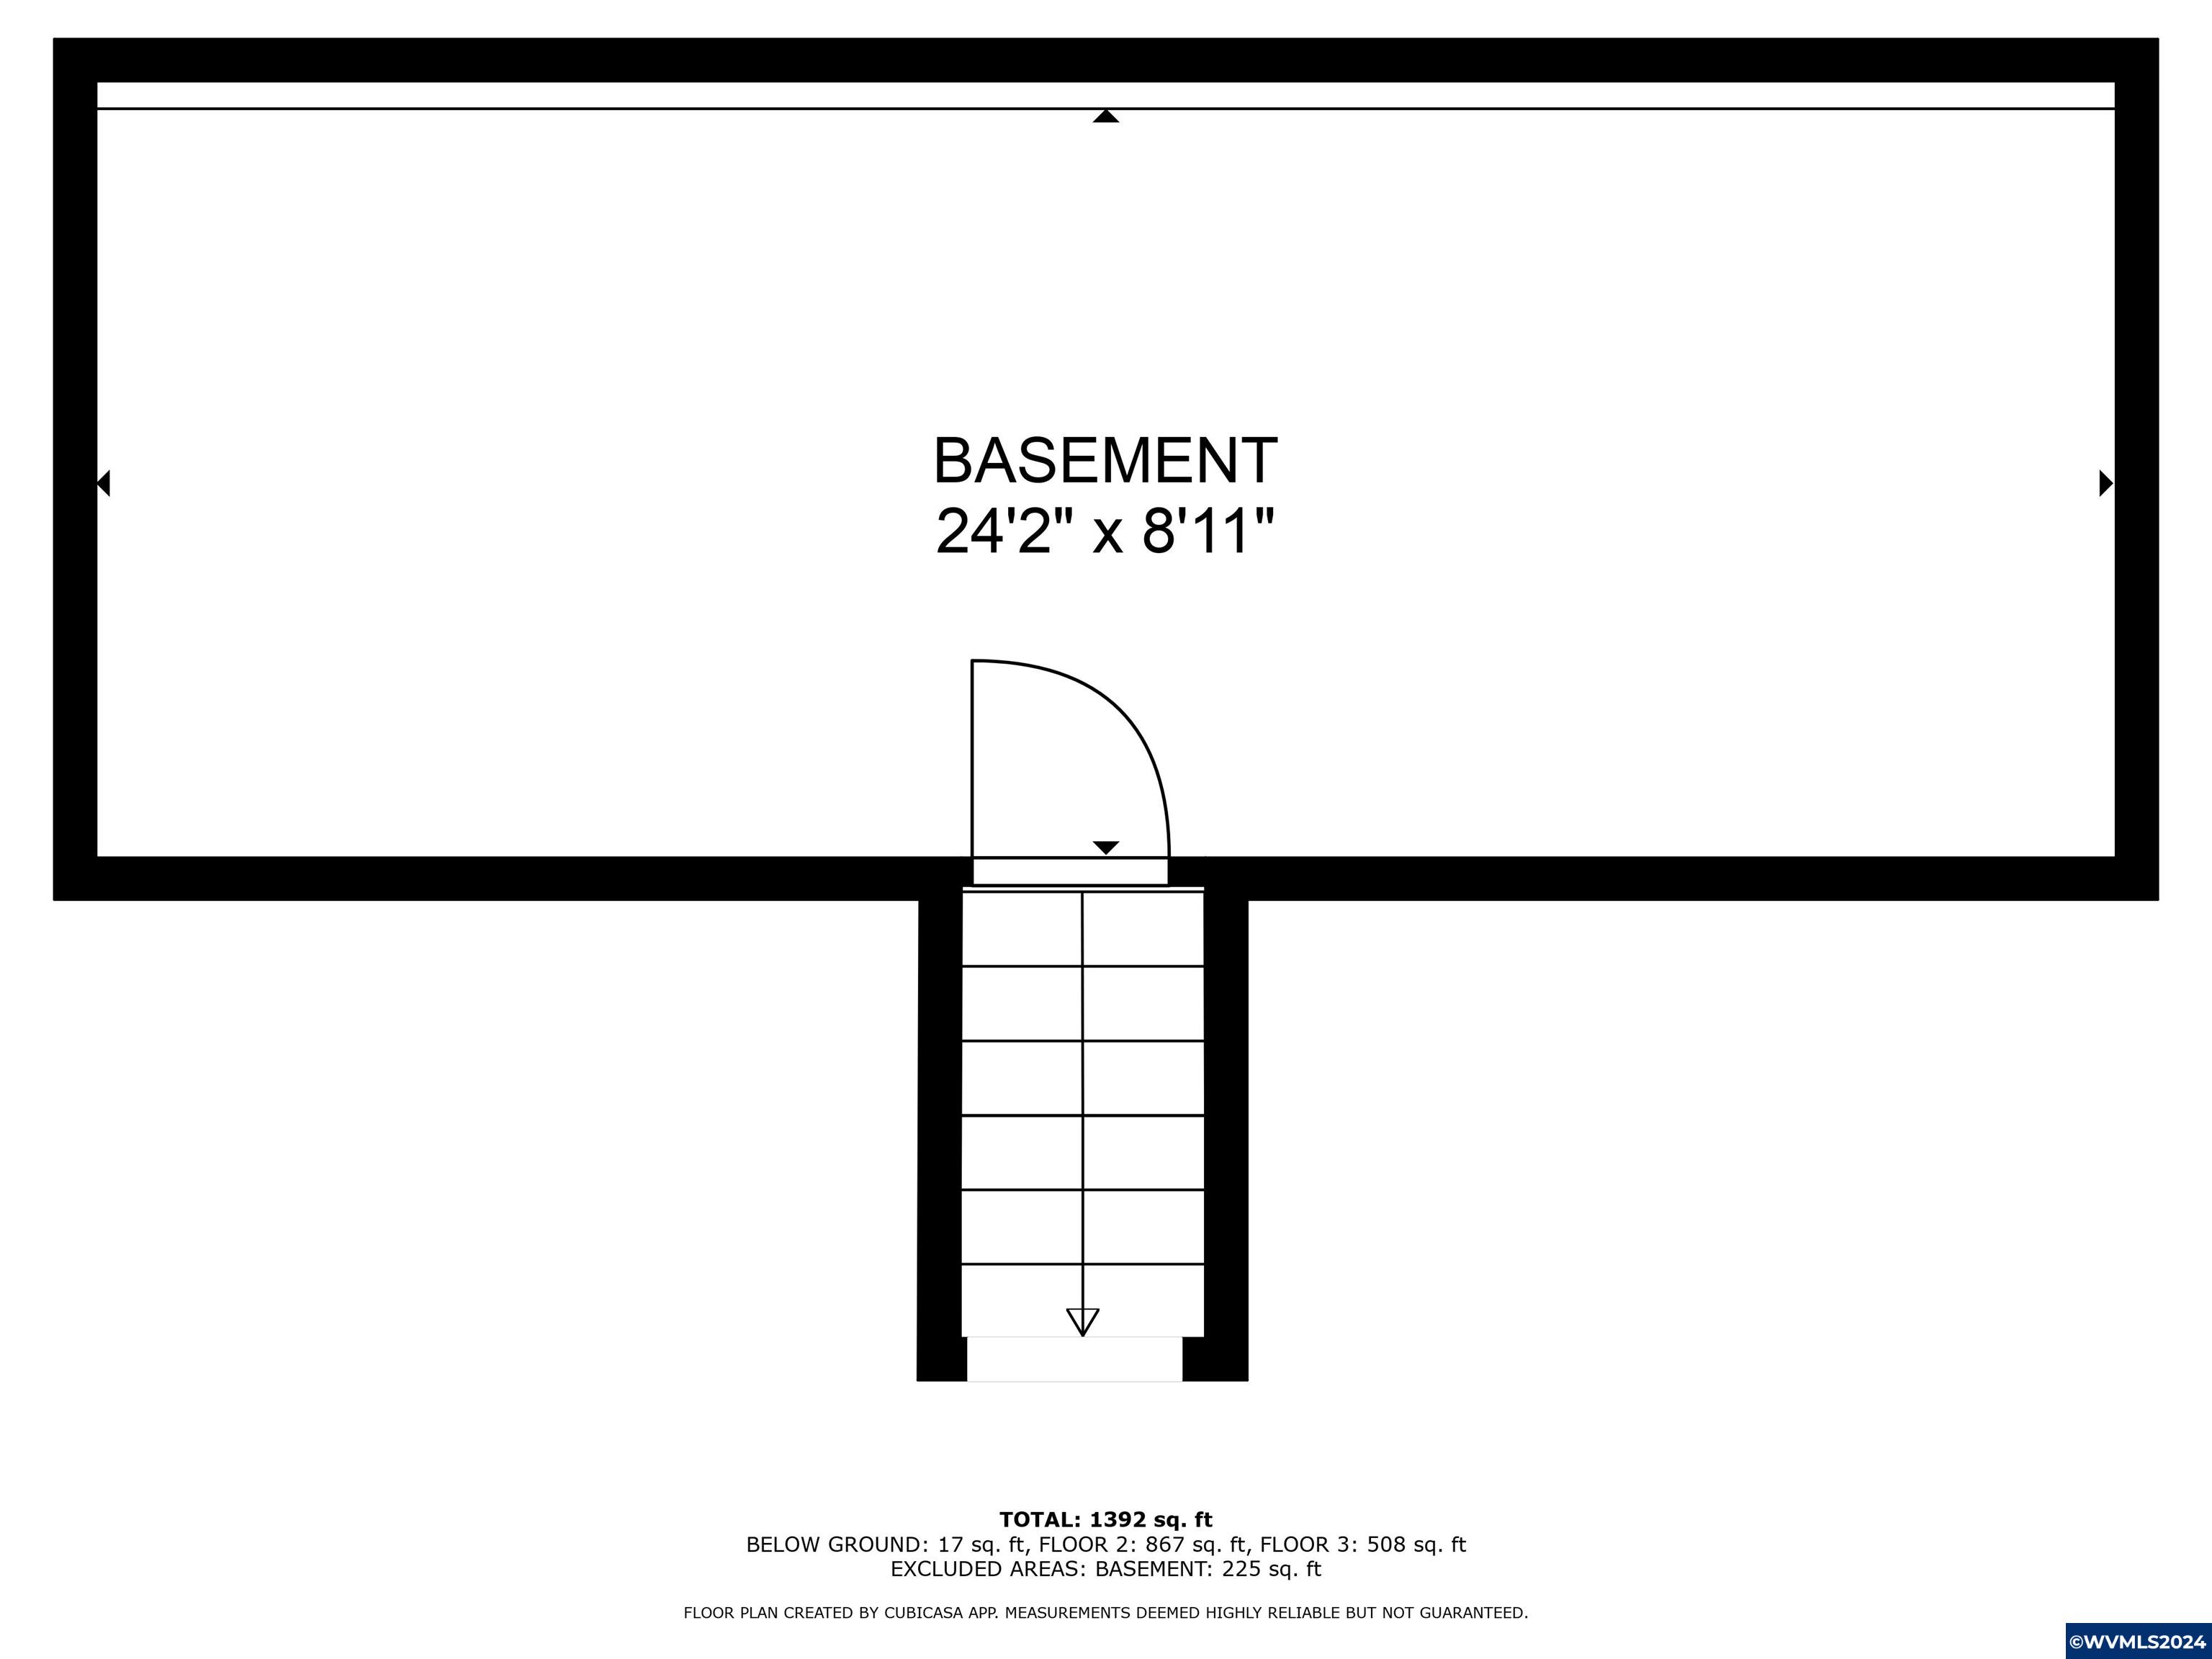 BASEMENT
24'2" x 8'11"
TOTAL: 1392 sq. ft
BELOW GROUND: 17 sq. ft, FLOOR 2: 867 sq. ft, FLOOR 3: 508 sq. ft
EXCLUDED AREAS: BASEMENT: 225 sq. ft
FLOOR PLAN CREATED BY CUBICASA APP. MEASUREMENTS DEEMED HIGHLY RELIABLE BUT NOT GUARANTEED.
©WVMLS2024